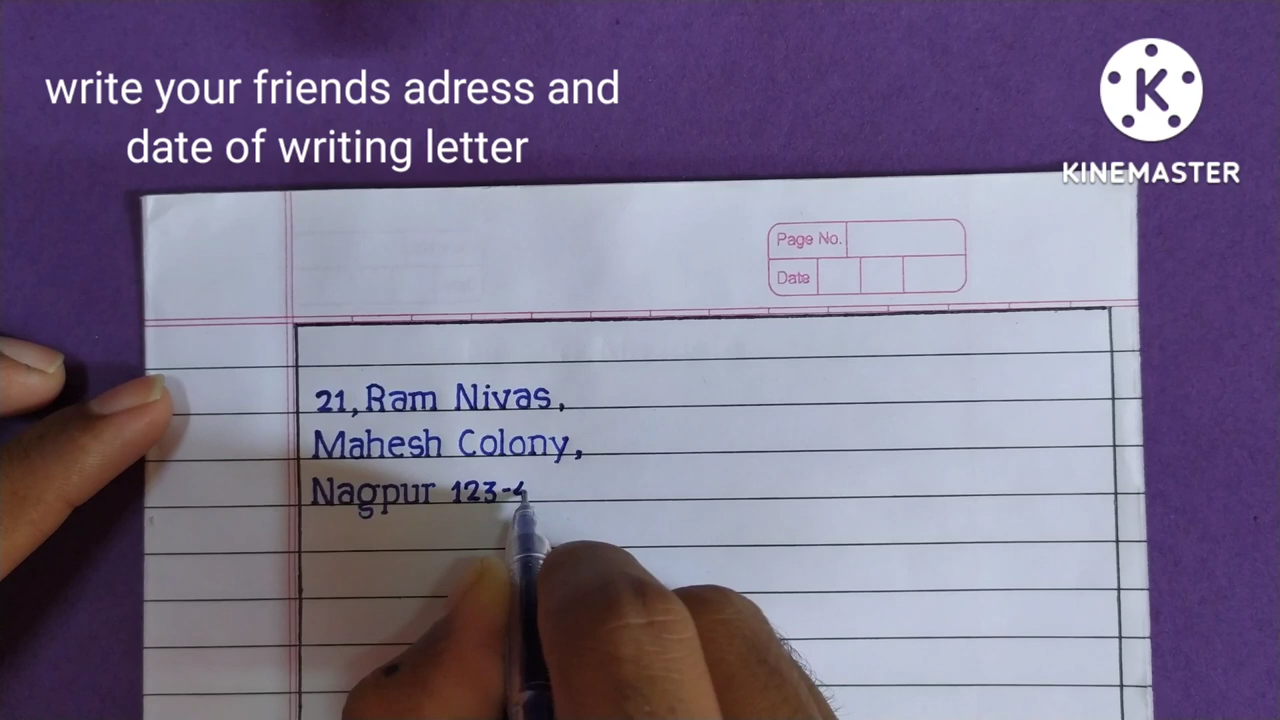 write your friends adress and
date of writing letter
K
KINEMASTER
Page No.
Date
21, Ram Nivas,
Mahesh Colony,
Nagpur 123-4